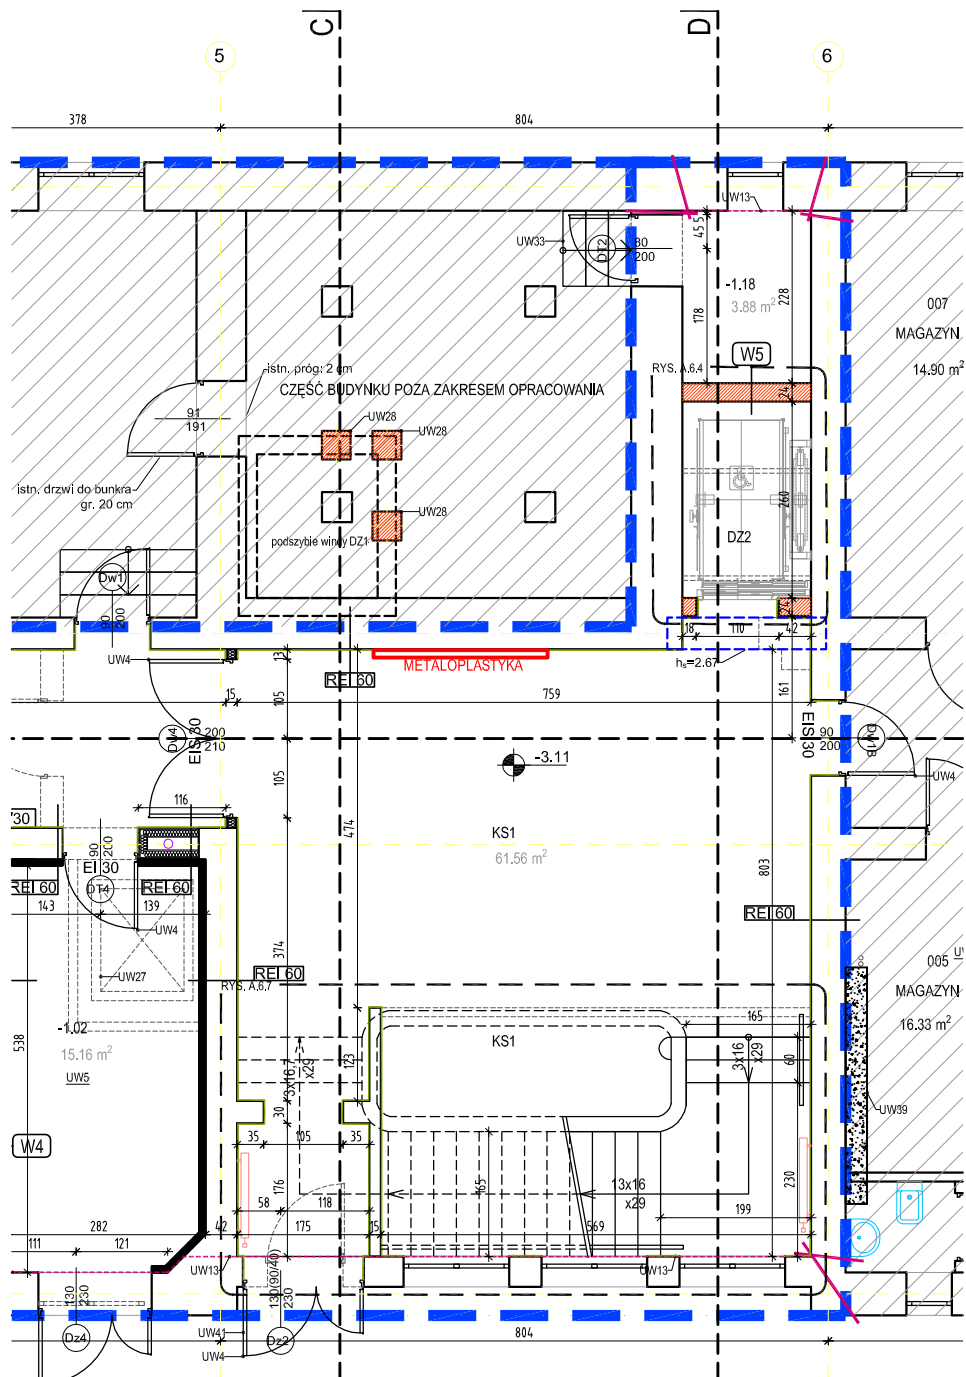 C
D
5
6
378
804
UW13
45 5
UW33
DT2
80
200
-1.18
3.88 m²
228
178
007
MAGAZYN
14.90 m²
W5
RYS. A.6.4
24
istn. próg: 2 cm
CZĘŚĆ BUDYNKU POZA ZAKRESEM OPRACOWANIA
91
191
UW28
UW28
istn. drzwi do bunkra
gr. 20 cm
UW28
podszybie windy DZ1
260
DZ2
Dw1
90
200
24
18
110
42
UW4
13
METALOPLASTYKA
hs=2.67
REI 60
161
15
105
759
DW4
EIS 30
200
210
EIS 30
90
200
DW1B
-3.11
UW4
116
105
474
/30
90
200
KS1
61.56 m²
803
EI 30
DT4
REI 60
REI 60
143
139
REI 60
UW4
374
005
MAGAZYN
16.33 m²
UW27
REI 60
RYS. A.6.7
-1.02
15.16 m²
UW5
538
165
KS1
3x16,7
x29
123
3x16
x29
60
30
UW39
W4
35
105
35
176
165
13x16
x29
230
58
118
199
282
42
175
15
569
111
121
UW13
UW13
130
230
130(90/40)
230
Dz4
UW41
Dz2
UW4
804